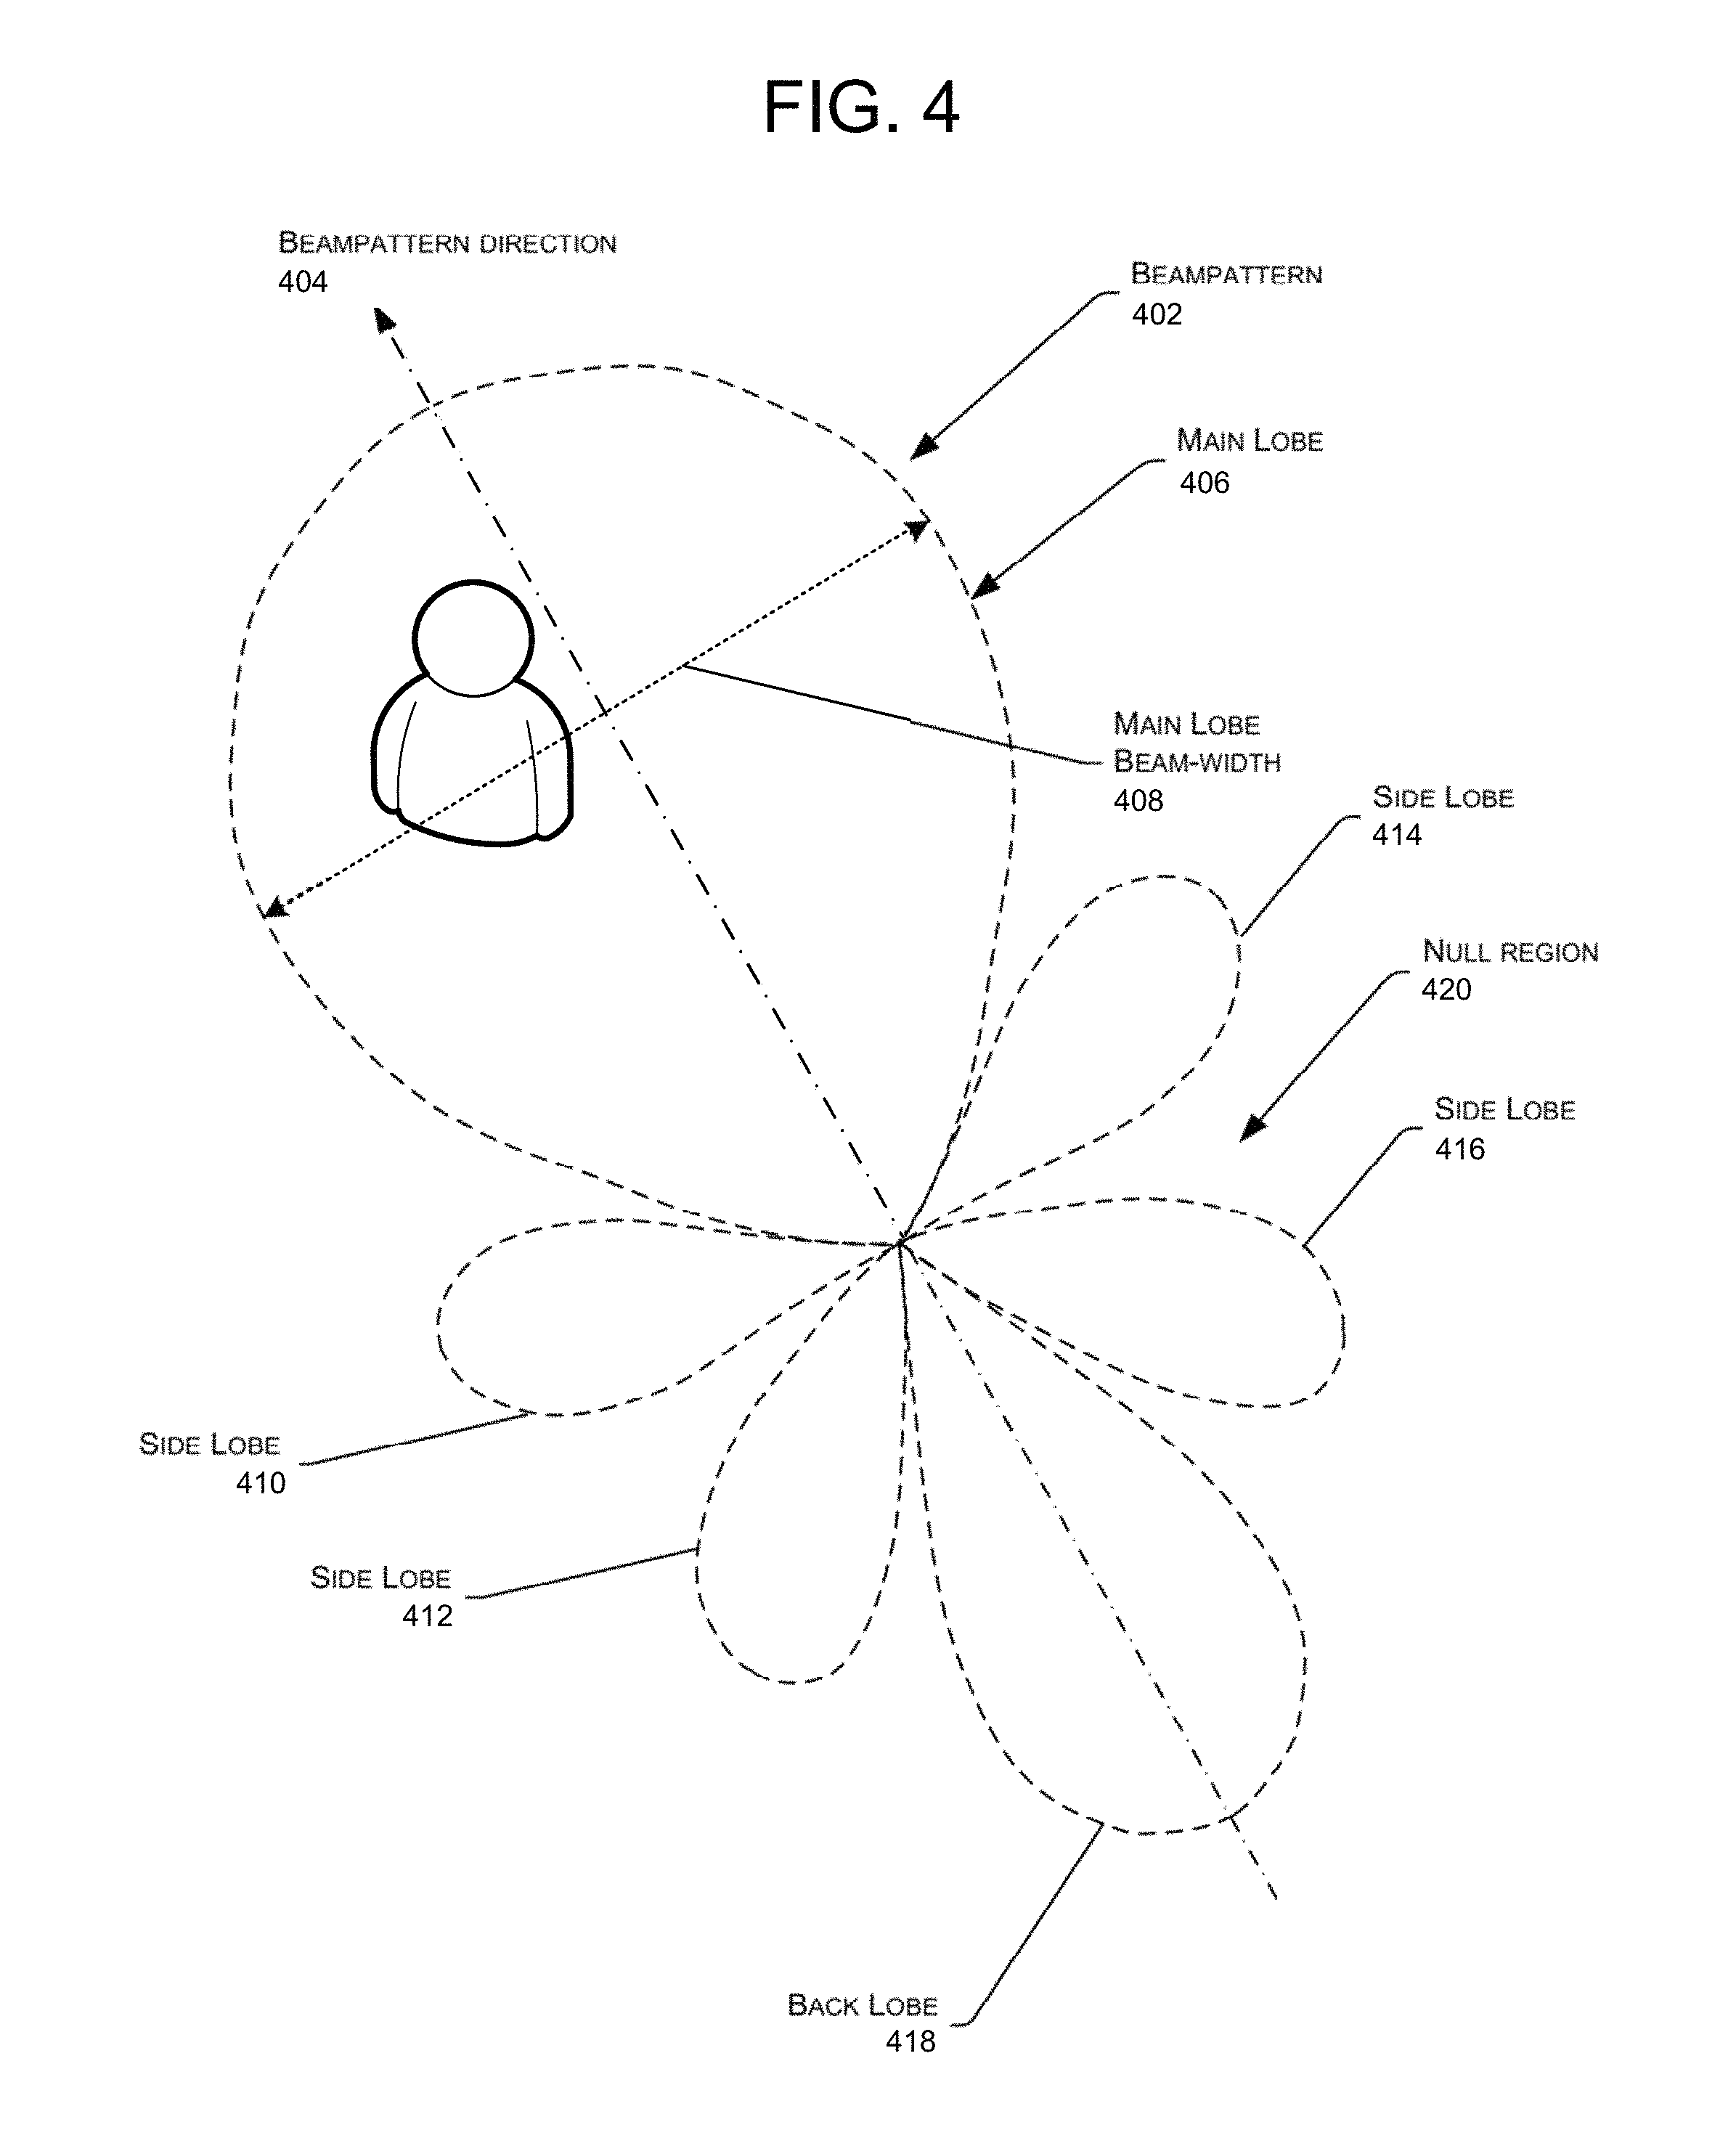 FIG. 4
BEAMPATTERN DIRECTION
404
BEAMPATTERN
402
MAIN LOBE
406
MAIN LOBE
BEAM-WIDTH
408
SIDE LOBE
414
NULL REGION
420
SIDE LOBE
416
SIDE LOBE
410
SIDE LOBE
412
BACK LOBE
418